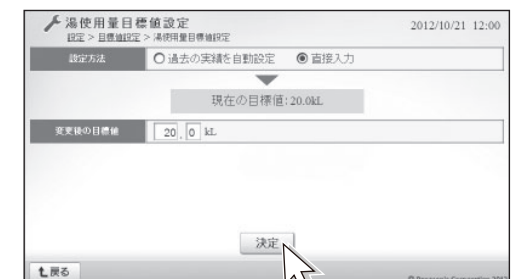 湯使用量目標値設定
2012/10/21 12:00
設定 > 目標値設定 > 湯使用量目標値設定
設定方法 過去の実績を自動設定 直接入力
現在の目標値: 20.0kL
変更後の目標値 20 . 0 kL
決定
戻る
© Panasonic Corporation 2012